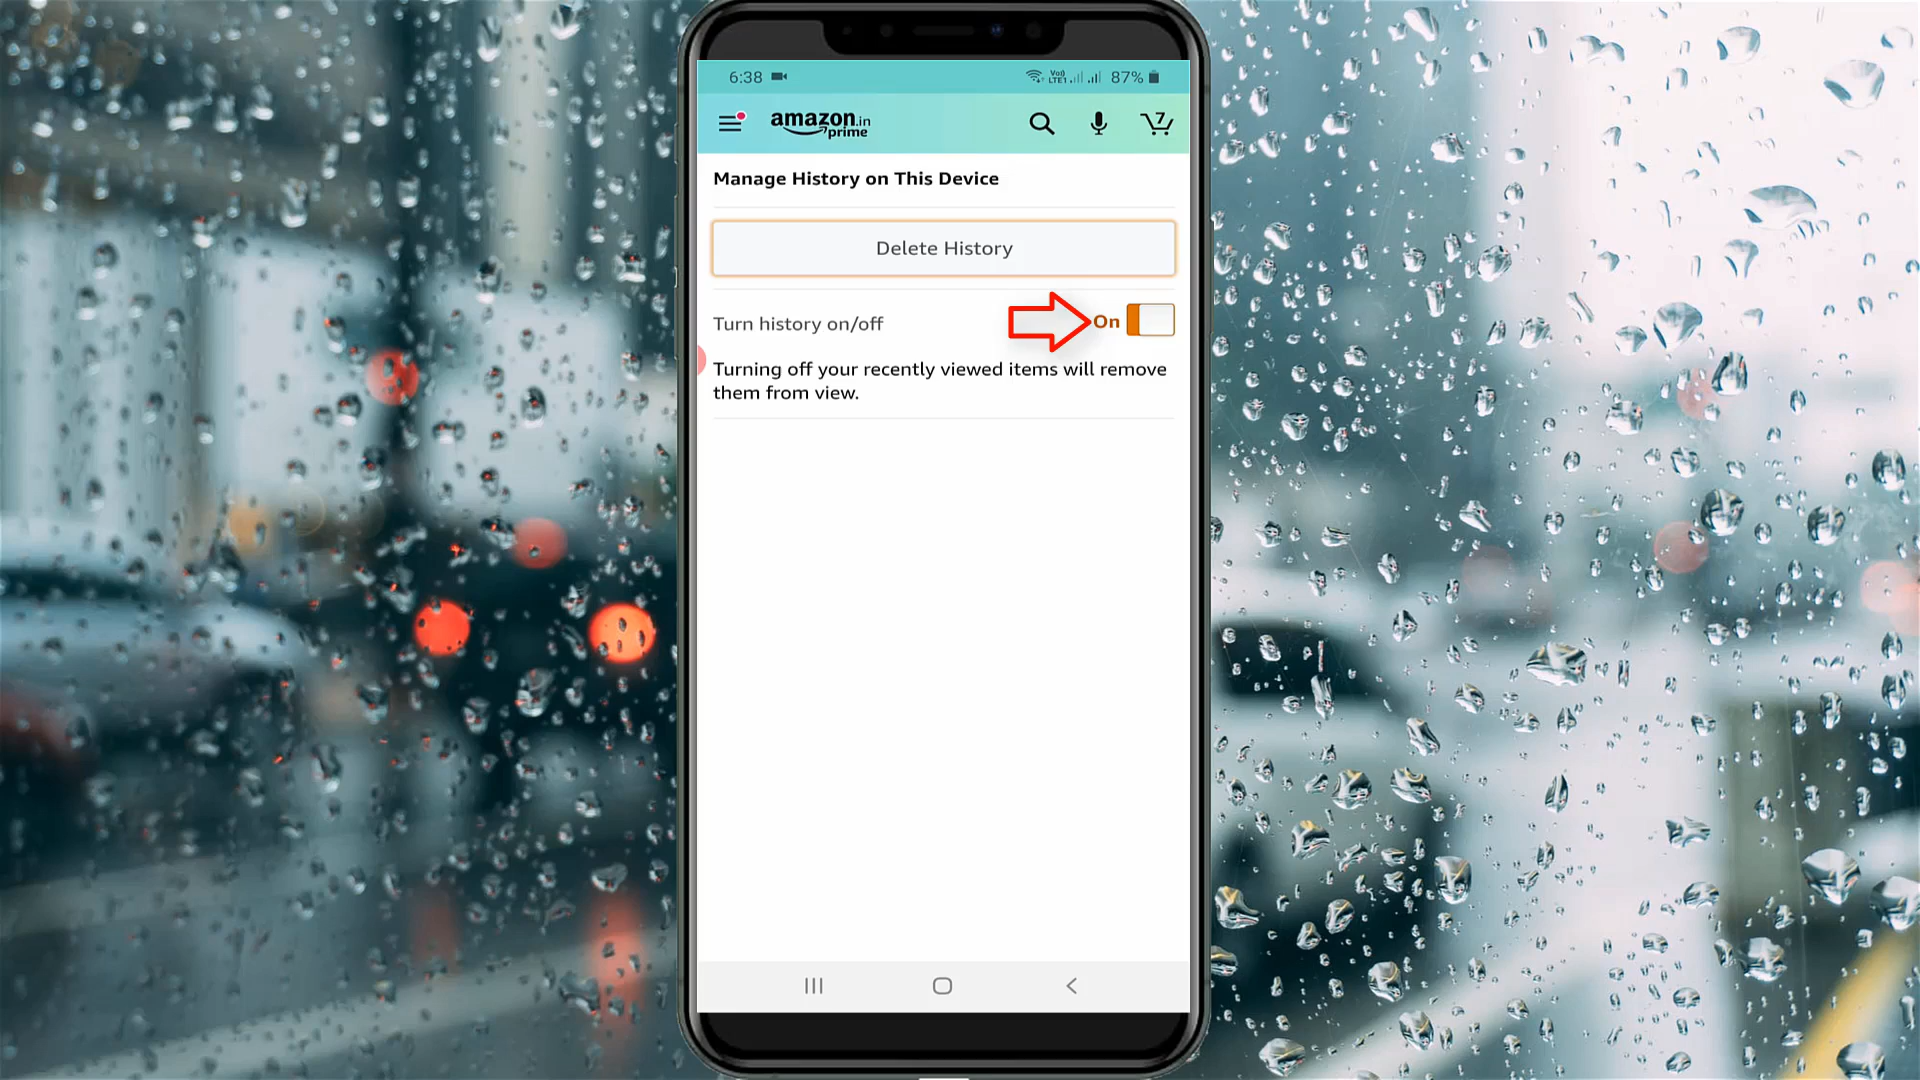 6:38 87%
amazon.in
prime
7
Manage History on This Device
Delete History
Turn history on/off On
Turning off your recently viewed items will remove
them from view.